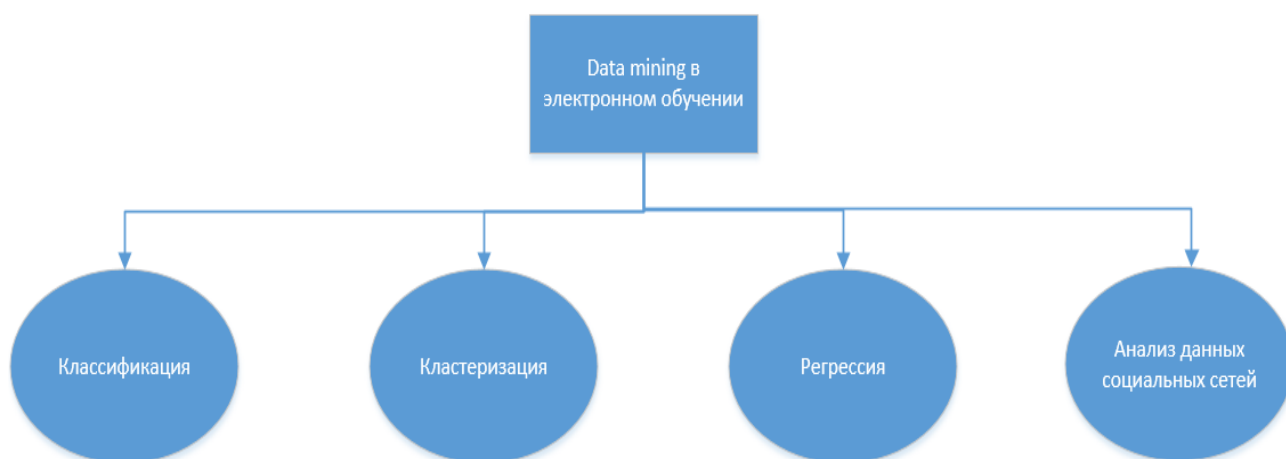 Data mining в
электронном обучении
Классификация
Кластеризация
Регрессия
Анализ данных
социальных сетей